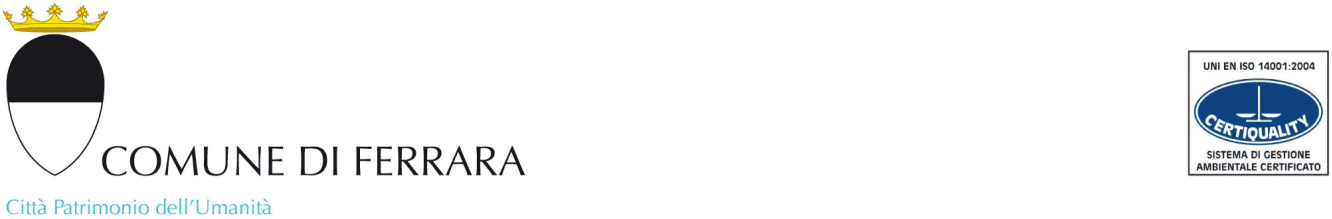 COMUNE DI FERRARA
Città Patrimonio dell'Umanità
UNI EN ISO 14001:2004
CERTIQUALITY
SISTEMA DI GESTIONE
AMBIENTALE CERTIFICATO